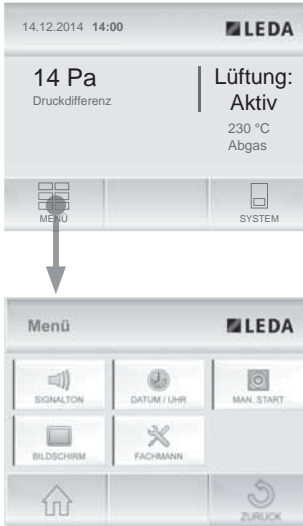 14.12.2014 14:00
LEDA
14 Pa
Druckdifferenz
Lüftung:
Aktiv
230 °C
Abgas
MENÜ
SYSTEM
Menü
LEDA
SIGNALTON
DATUM / UHR
MAN. START
BILDSCHIRM
FACHMANN
ZURÜCK